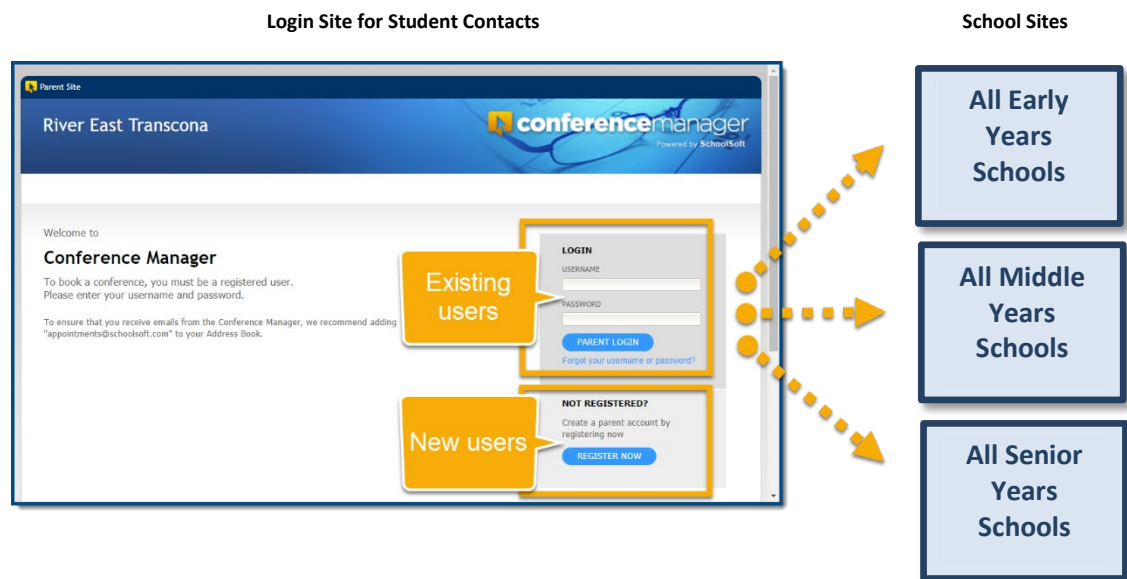 Login Site for Student Contacts
School Sites
Parent Site
River East Transcona
conferencemanager
Powered by SchoolSoft
Welcome to
Conference Manager
To book a conference, you must be a registered user.
Please enter your username and password.
To ensure that you receive emails from the Conference Manager, we recommend adding
"appointments@schoolsoft.com" to your Address Book.
Existing
users
LOGIN
USERNAME
PASSWORD
PARENT LOGIN
Forgot your username or password?
New users
NOT REGISTERED?
Create a parent account by
registering now
REGISTER NOW
All Early
Years
Schools
All Middle
Years
Schools
All Senior
Years
Schools